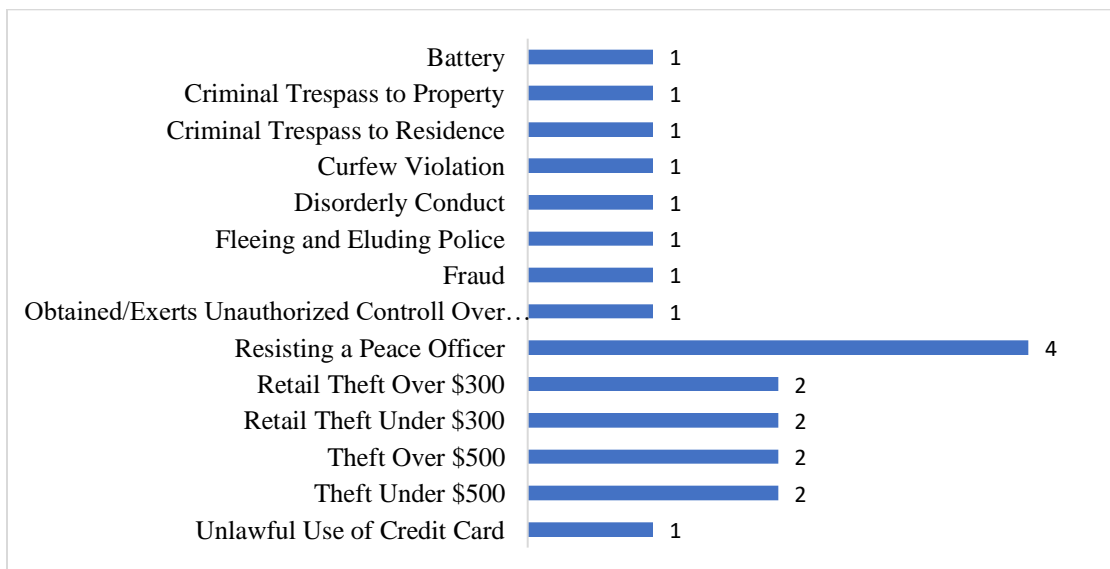 Battery 1
Criminal Trespass to Property 1
Criminal Trespass to Residence 1
Curfew Violation 1
Disorderly Conduct 1
Fleeing and Eluding Police 1
Fraud 1
Obtained/Exerts Unauthorized Controll Over… 1
Resisting a Peace Officer 4
Retail Theft Over $300 2
Retail Theft Under $300 2
Theft Over $500 2
Theft Under $500 2
Unlawful Use of Credit Card 1